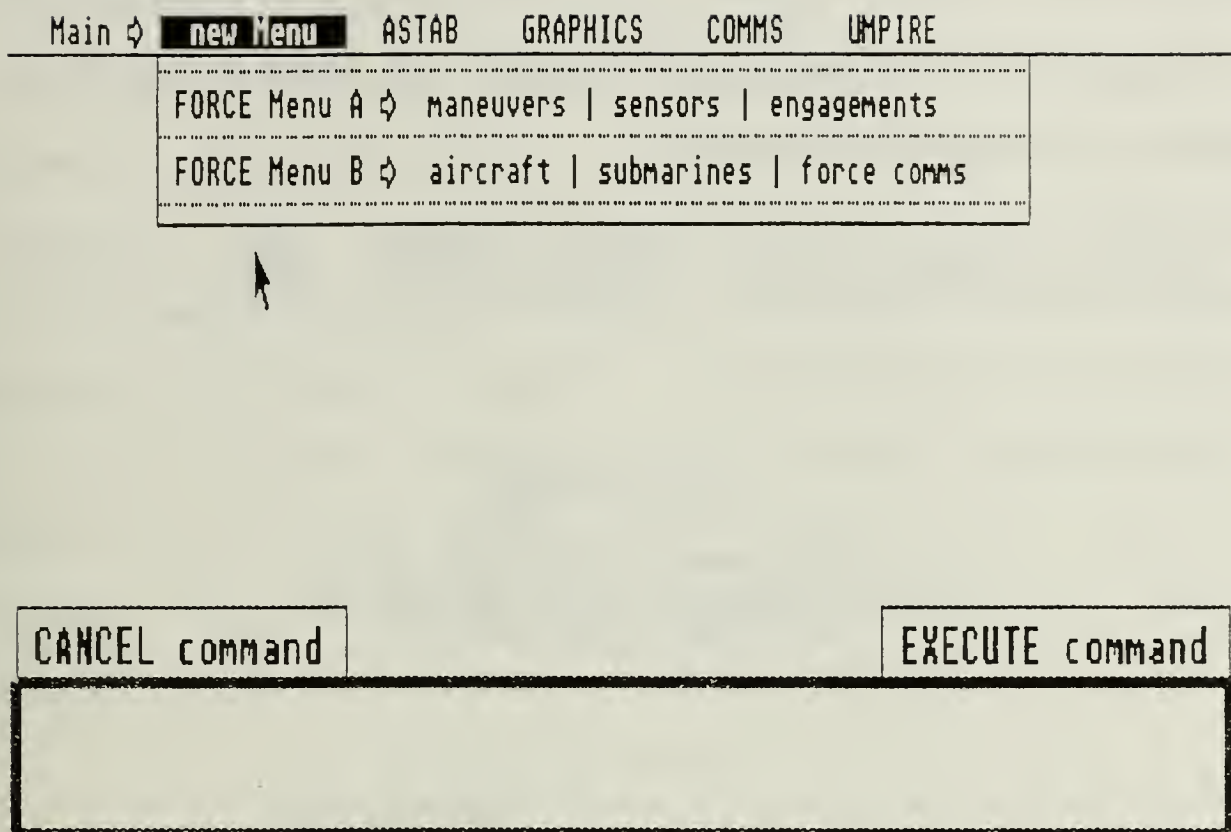 Main ⇨ new Menu ASTAB GRAPHICS COMMS UMPIRE
FORCE Menu A ⇨ maneuvers | sensors | engagements
FORCE Menu B ⇨ aircraft | submarines | force comms
CANCEL command EXECUTE command